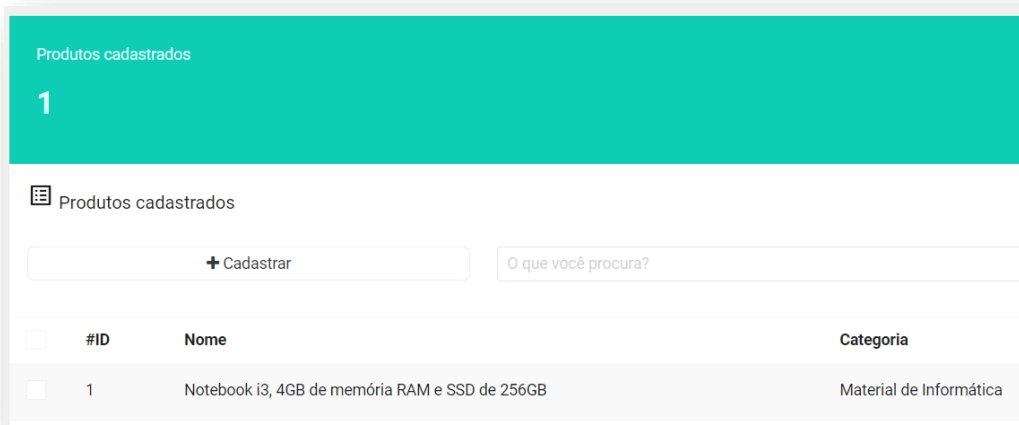 Produtos cadastrados
1
Produtos cadastrados
+ Cadastrar
O que você procura?
#ID Nome Categoria
1 Notebook i3, 4GB de memória RAM e SSD de 256GB Material de Informática